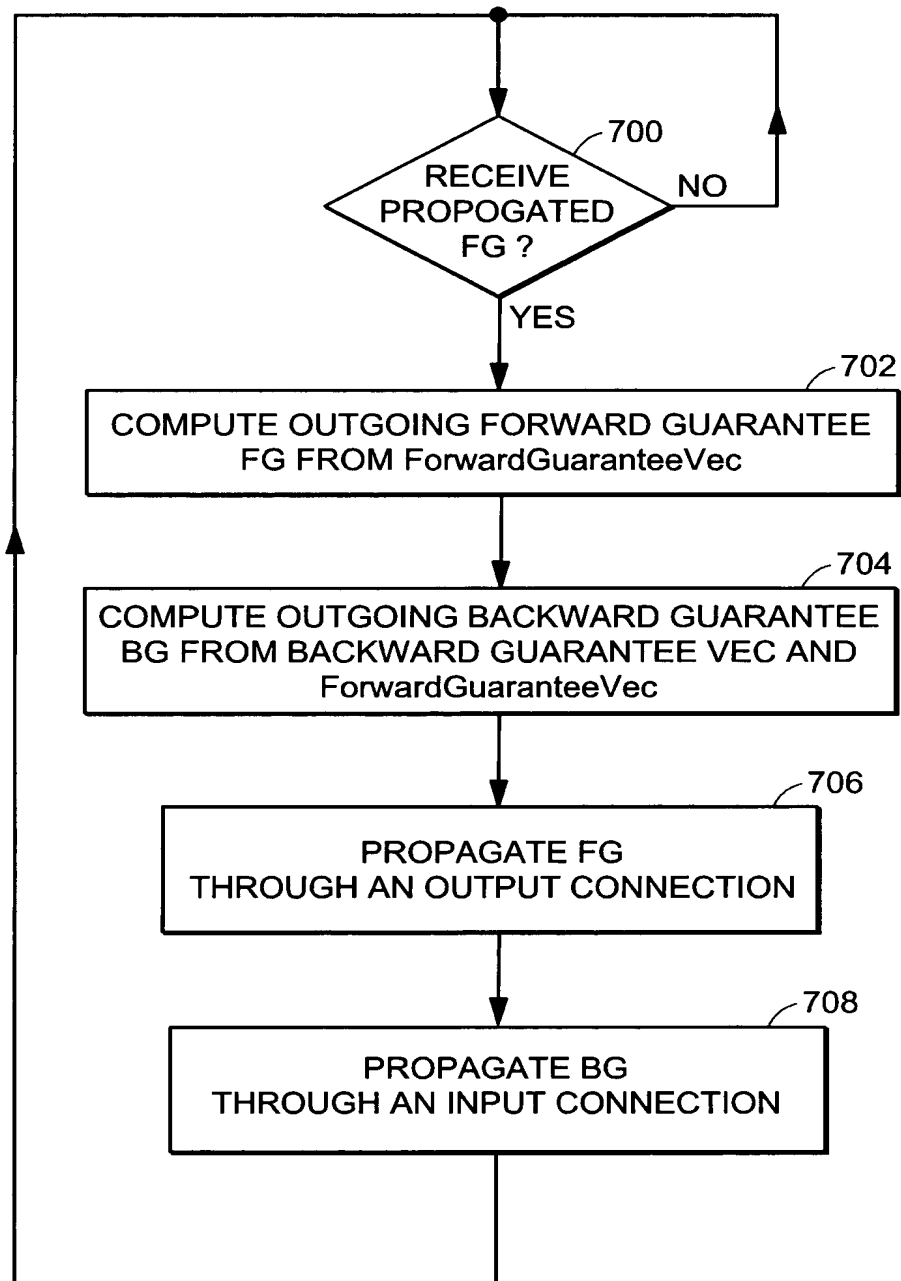 700
RECEIVE
PROPOGATED
FG ?
NO
YES
702
COMPUTE OUTGOING FORWARD GUARANTEE
FG FROM ForwardGuaranteeVec
704
COMPUTE OUTGOING BACKWARD GUARANTEE
BG FROM BACKWARD GUARANTEE VEC AND
ForwardGuaranteeVec
706
PROPAGATE FG
THROUGH AN OUTPUT CONNECTION
708
PROPAGATE BG
THROUGH AN INPUT CONNECTION